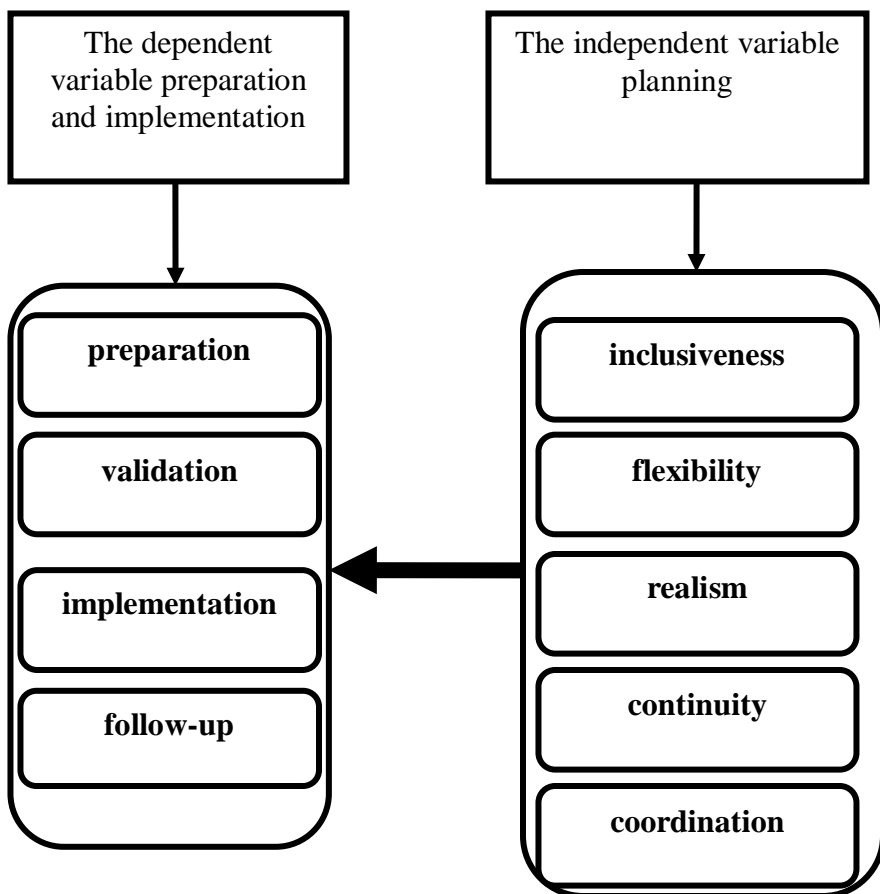 The dependent
variable preparation
and implementation
The independent variable
planning
preparation
validation
implementation
follow-up
inclusiveness
flexibility
realism
continuity
coordination